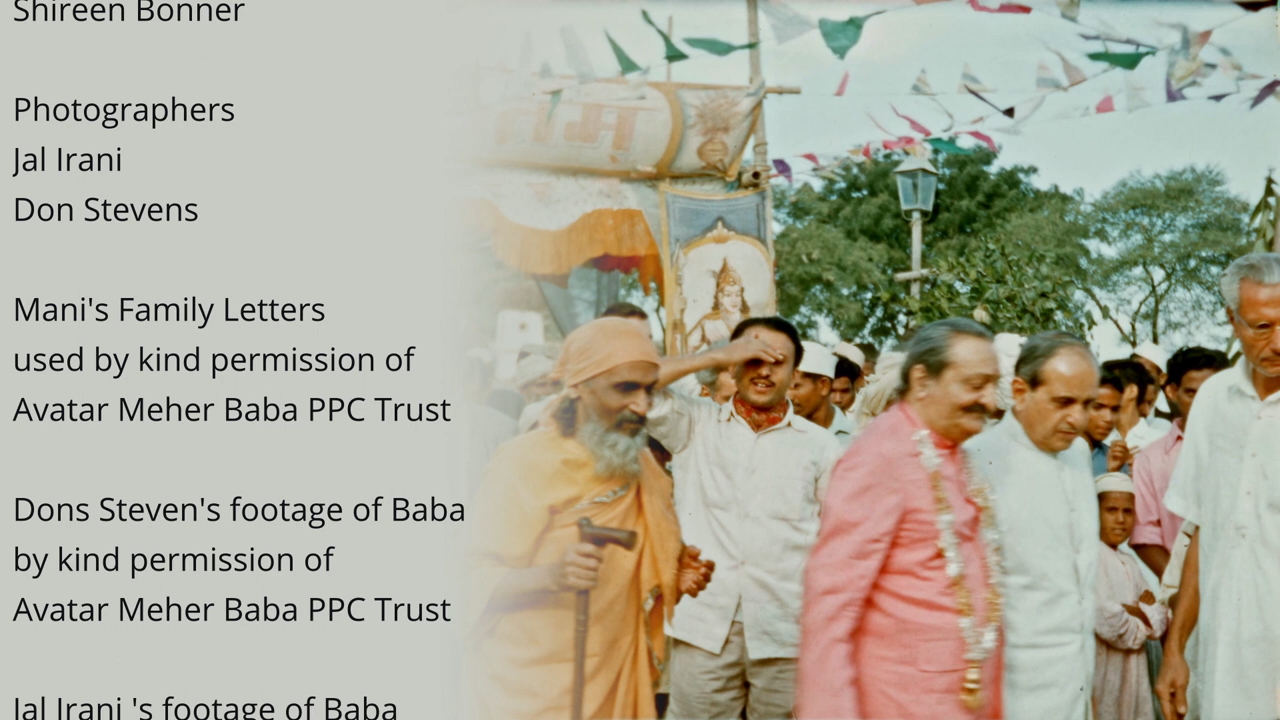 Shireen Bonner
Photographers
Jal Irani
Don Stevens
Mani's Family Letters
used by kind permission of
Avatar Meher Baba PPC Trust
Dons Steven's footage of Baba
by kind permission of
Avatar Meher Baba PPC Trust
Jal Irani 's footage of Baba